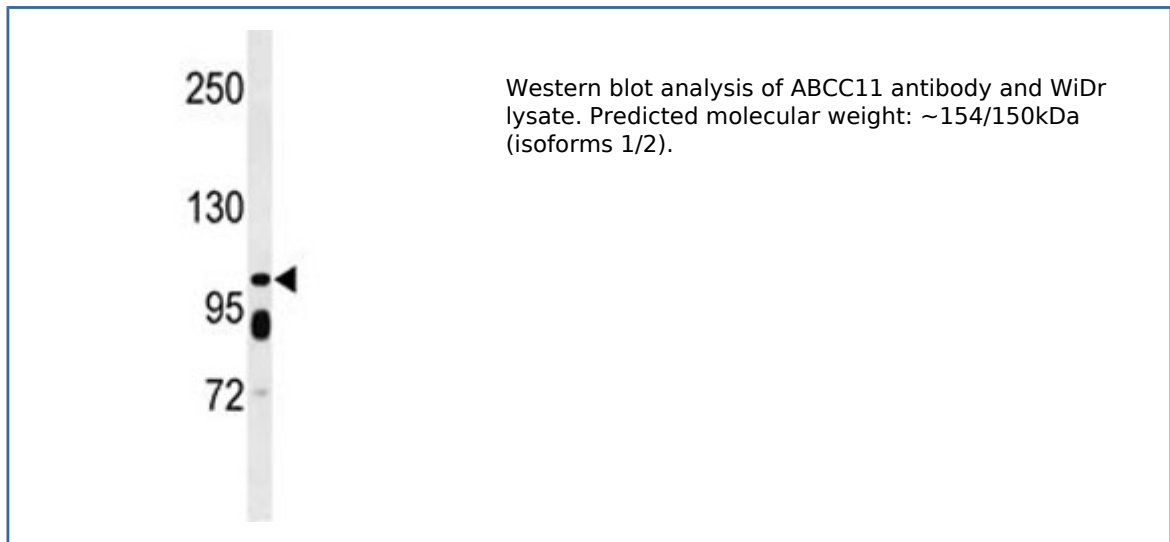 250
130
95
72
Western blot analysis of ABCC11 antibody and WiDr
lysate. Predicted molecular weight: ~154/150kDa
(isoforms 1/2).